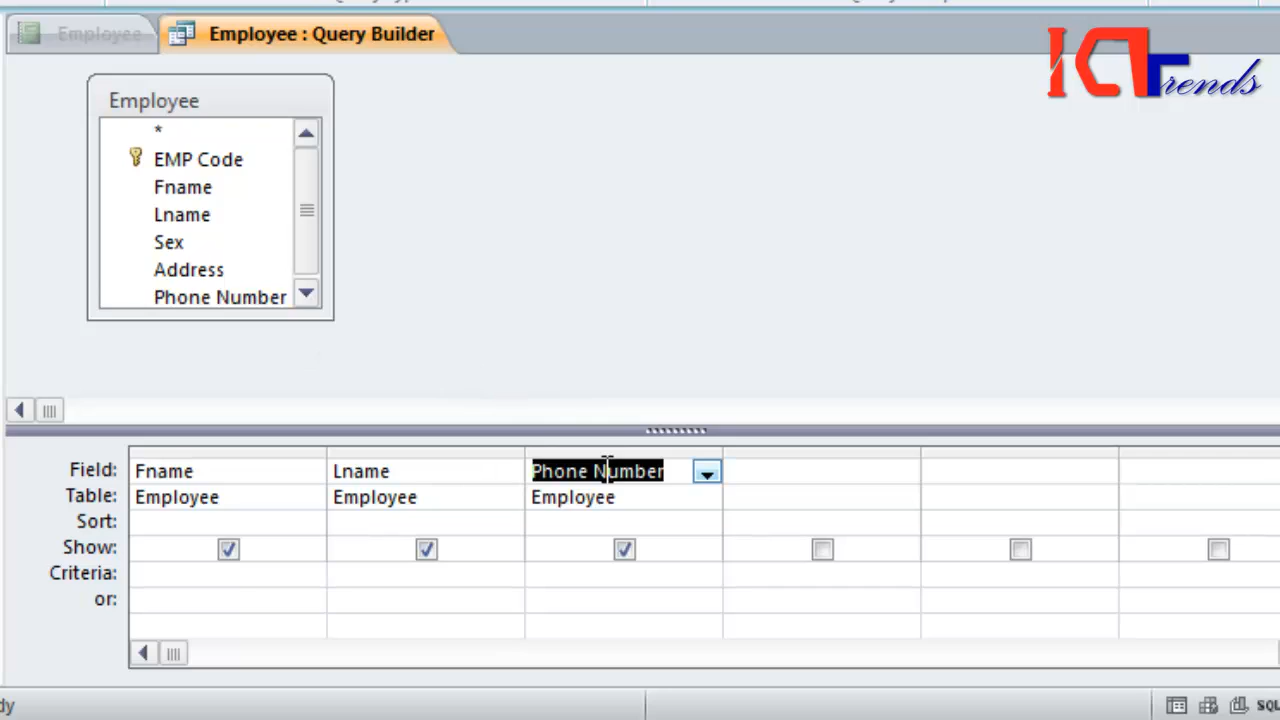 Employee
Employee : Query Builder
ICTrends
Employee
*
EMP Code
Fname
Lname
Sex
Address
Phone Number
Field: Fname Lname Phone Number
Table: Employee Employee Employee
Sort:
Show:
Criteria:
or: